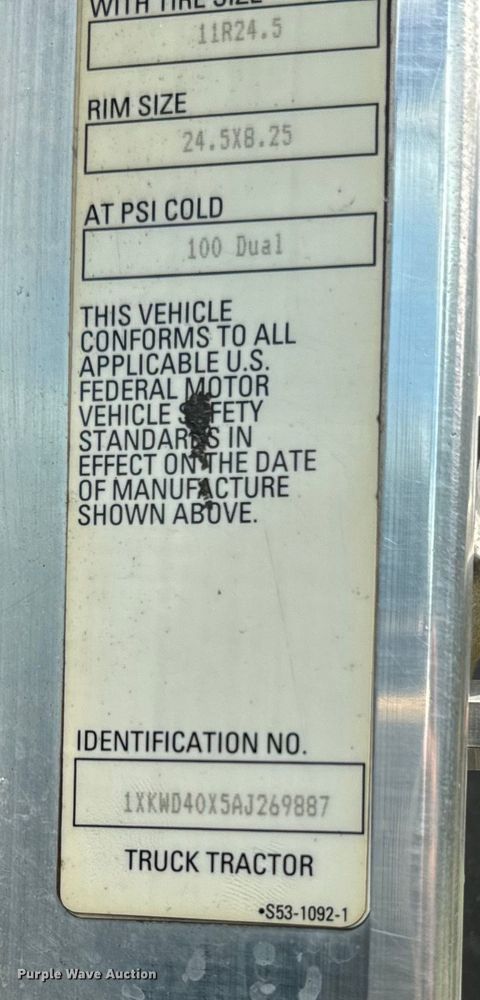 WITH TIRE SIZE
11R24.5
RIM SIZE
24.5X8.25
AT PSI COLD
100 Dual
THIS VEHICLE
CONFORMS TO ALL
APPLICABLE U.S.
FEDERAL MOTOR
VEHICLE SAFETY
STANDARDS IN
EFFECT ON THE DATE
OF MANUFACTURE
SHOWN ABOVE.
IDENTIFICATION NO.
1XKWD40X5AJ269887
TRUCK TRACTOR
•S53-1092-1
Purple Wave Auction